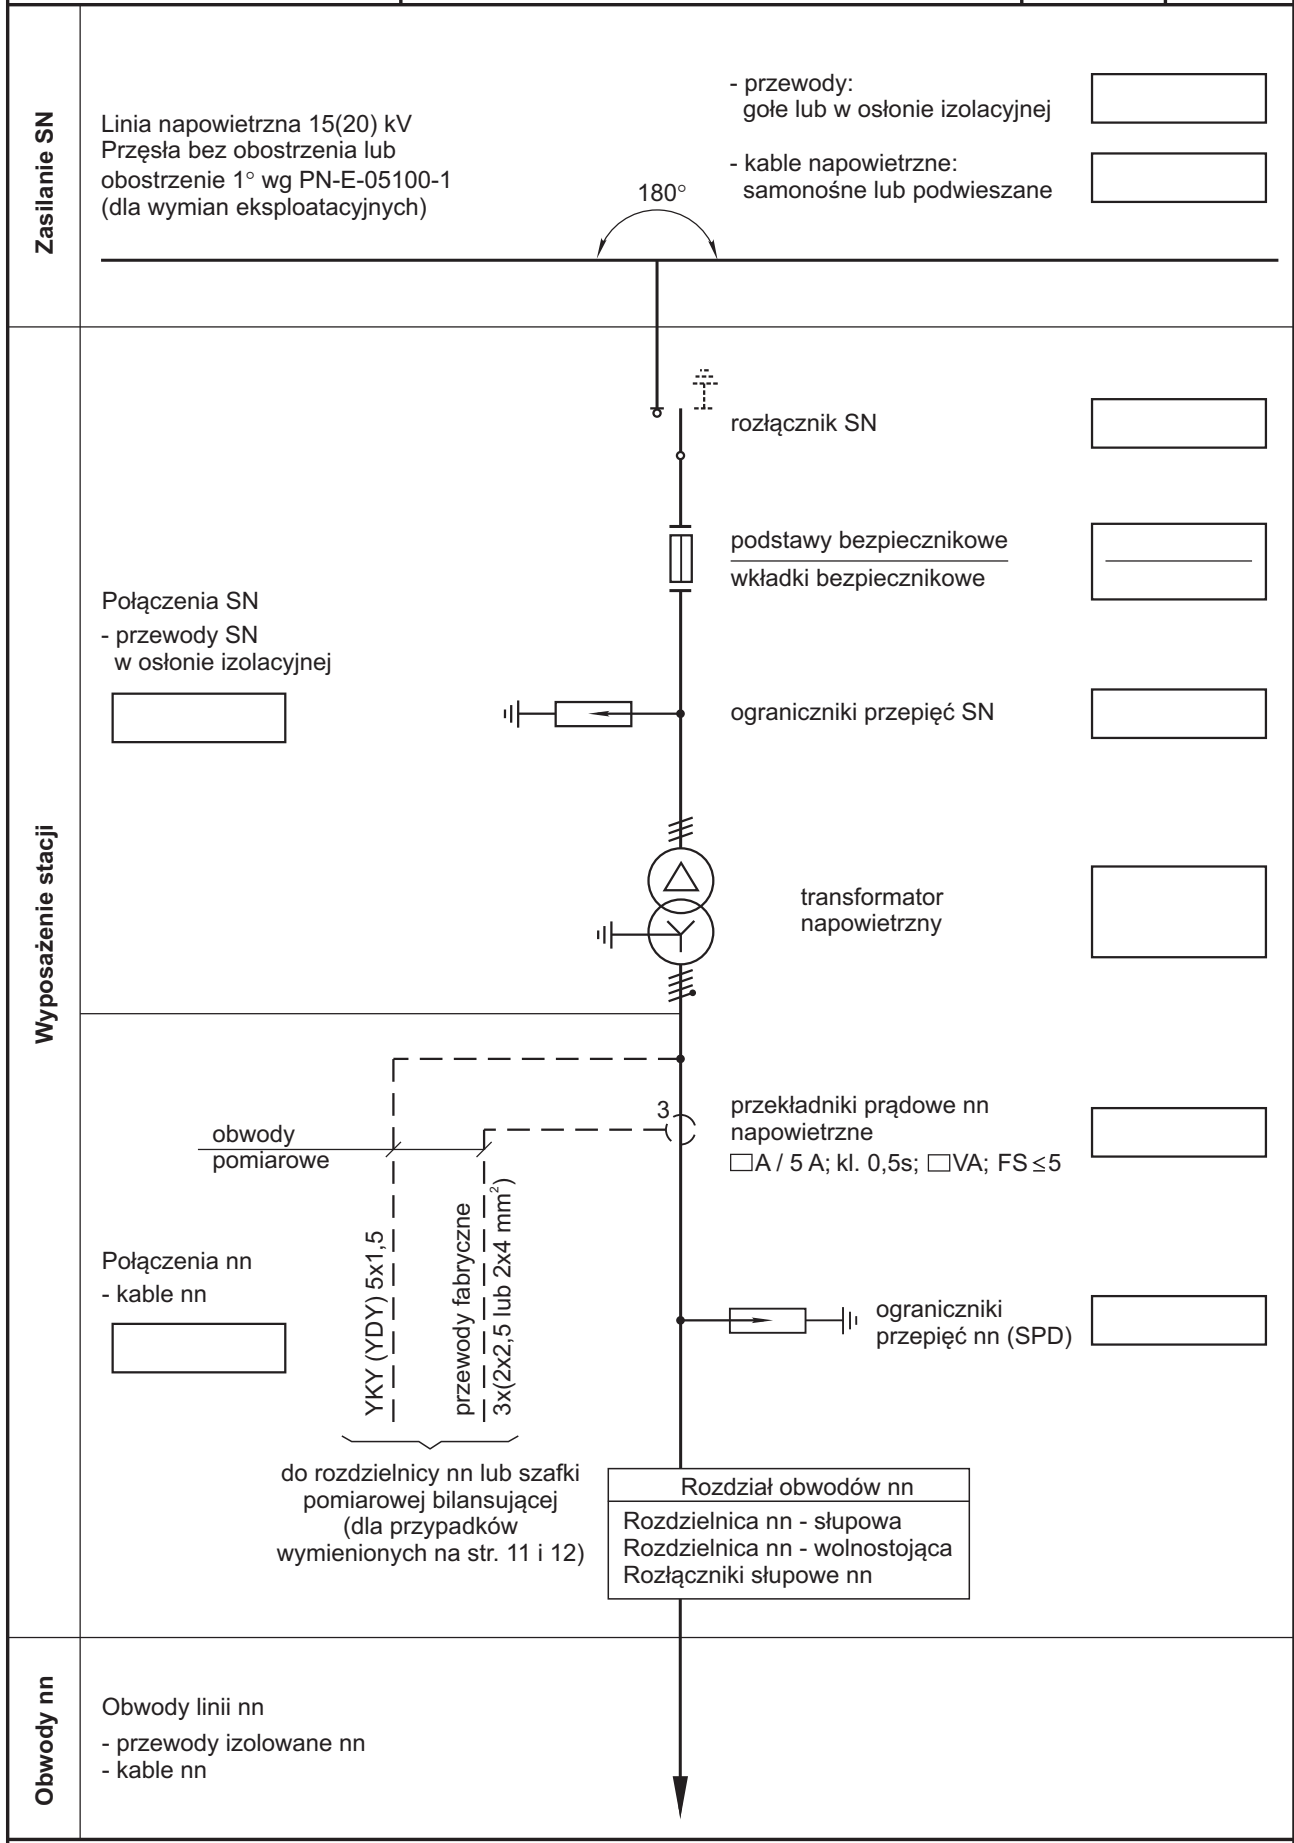 Zasilanie SN
Linia napowietrzna 15(20) kV
Przęsła bez obostrzenia lub
obostrzenie 1° wg PN-E-05100-1
(dla wymian eksploatacyjnych)
180°
- przewody:
gołe lub w osłonie izolacyjnej
- kable napowietrzne:
samonośne lub podwieszane
Wyposażenie stacji
rozłącznik SN
podstawy bezpiecznikowe
wkładki bezpiecznikowe
Połączenia SN
- przewody SN
w osłonie izolacyjnej
ograniczniki przepięć SN
transformator
napowietrzny
obwody
pomiarowe
3
przekładniki prądowe nn
napowietrzne
□A / 5 A; kl. 0,5s; □VA; FS ≤5
Połączenia nn
- kable nn
YKY (YDY) 5x1,5
przewody fabryczne
3x(2x2,5 lub 2x4 mm²)
ograniczniki
przepięć nn (SPD)
do rozdzielnicy nn lub szafki
pomiarowej bilansującej
(dla przypadków
wymienionych na str. 11 i 12)
Rozdział obwodów nn
Rozdzielnica nn - słupowa
Rozdzielnica nn - wolnostojąca
Rozłączniki słupowe nn
Obwody nn
Obwody linii nn
- przewody izolowane nn
- kable nn